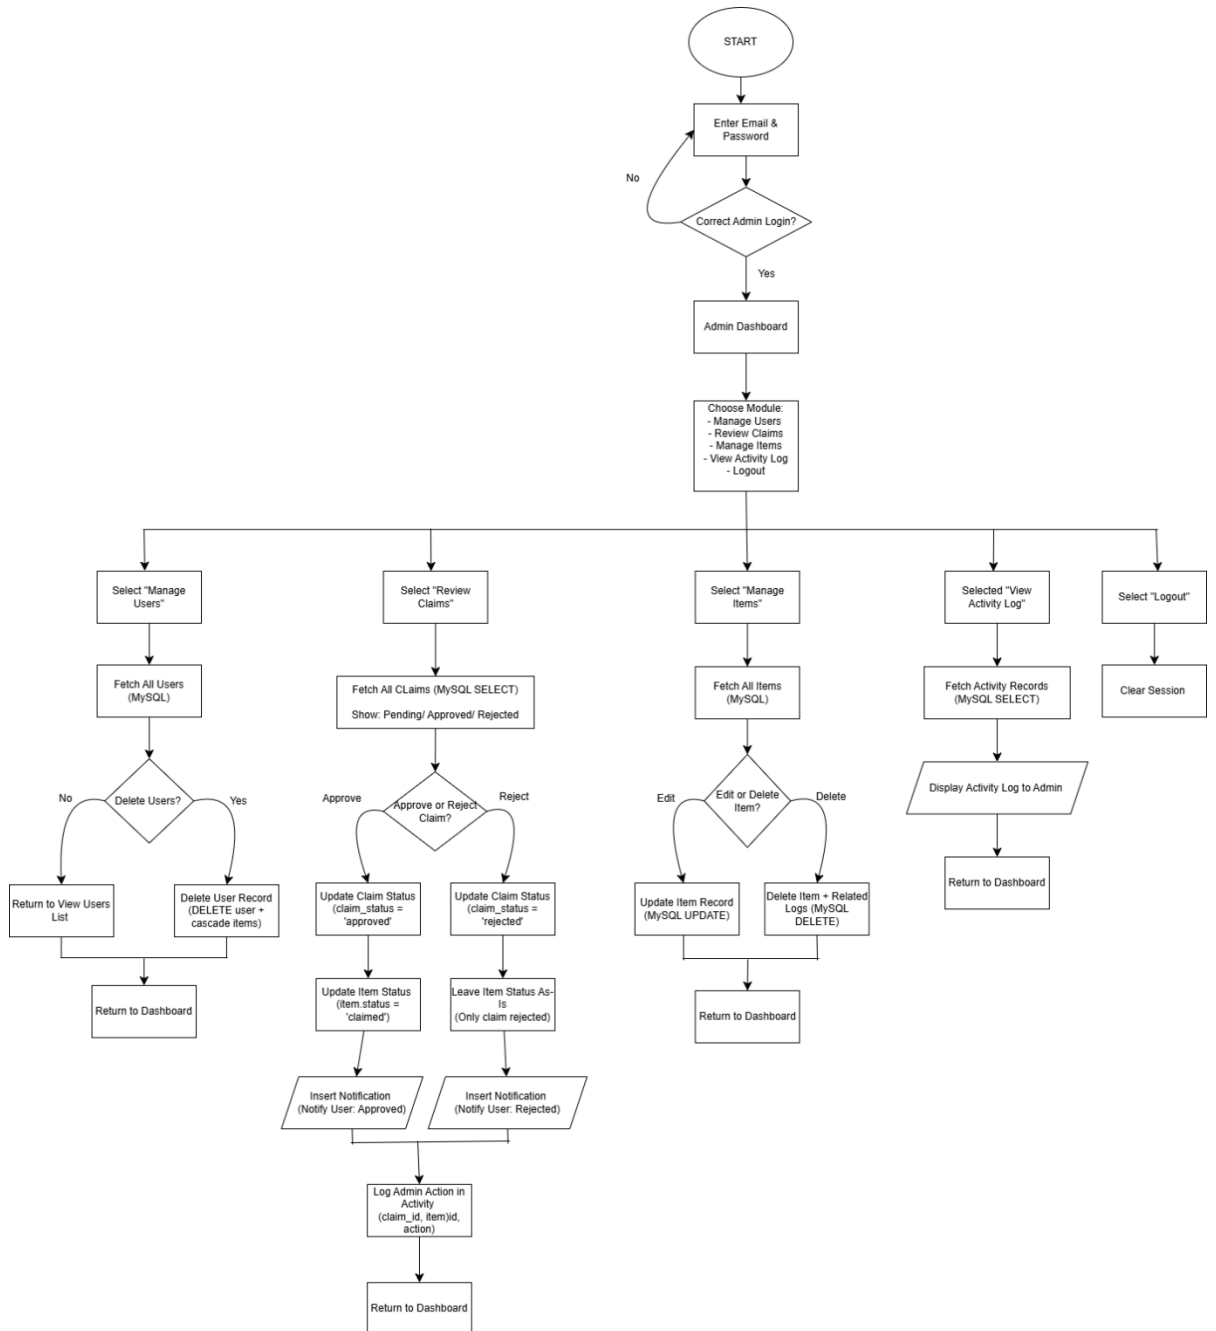 START
Enter Email &
Password
No
Correct Admin Login?
Yes
Admin Dashboard
Choose Module:
- Manage Users
- Review Claims
- Manage Items
- View Activity Log
- Logout
Select "Manage
Users"
Select "Review
Claims"
Select "Manage
Items"
Selected "View
Activity Log"
Select "Logout"
Fetch All Users
(MySQL)
Fetch All CLaims (MySQL SELECT)
Show: Pending/ Approved/ Rejected
Fetch All Items
(MySQL)
Fetch Activity Records
(MySQL SELECT)
Clear Session
No
Delete Users?
Yes
Approve
Approve or Reject
Claim?
Reject
Edit
Edit or Delete
Item?
Delete
Display Activity Log to Admin
Return to View Users
List
Delete User Record
(DELETE user +
cascade items)
Update Claim Status
(claim_status =
'approved'
Update Claim Status
(claim_status =
'rejected'
Update Item Record
(MySQL UPDATE)
Delete Item + Related
Logs (MySQL
DELETE)
Return to Dashboard
Return to Dashboard
Update Item Status
(item.status =
'claimed')
Leave Item Status As-
Is
(Only claim rejected)
Return to Dashboard
Insert Notification
(Notify User: Approved)
Insert Notification
(Notify User: Rejected)
Log Admin Action in
Activity
(claim_id, item)id,
action)
Return to Dashboard